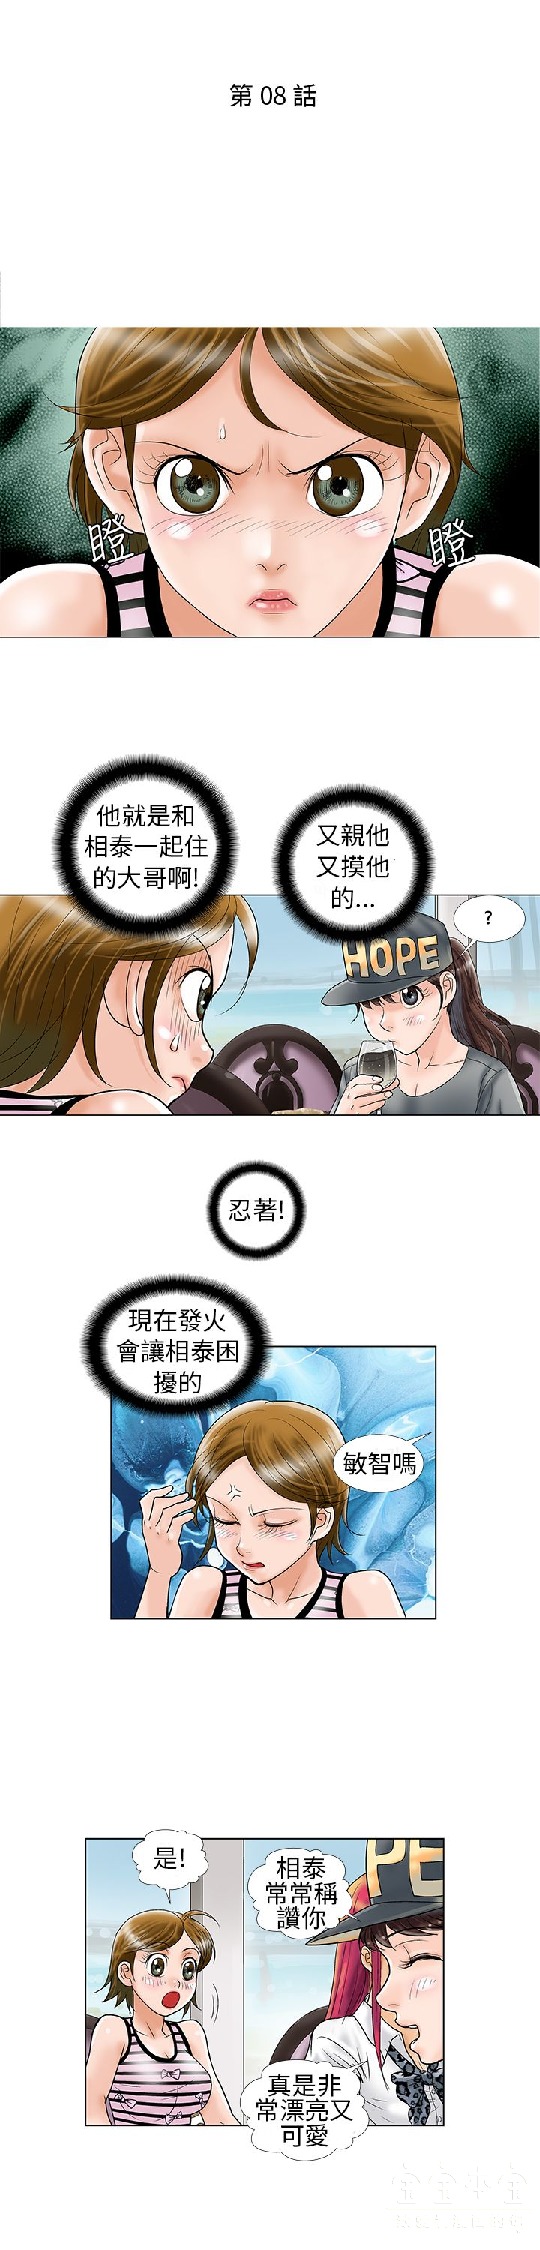 第 08 話
瞪
瞪
他就是和
相泰一起住
的大哥啊!
又親他
又摸他
的...
?
HOPE
忍著!
現在發火
會讓相泰困
擾的
敏智嗎
是!
相泰
常常稱
讚你
PE
真是非
常漂亮又
可愛